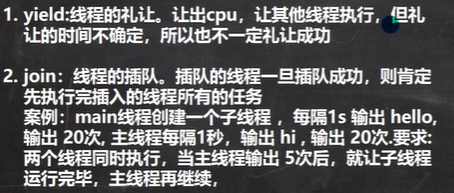 1. yield:线程的礼让。让出cpu，让其他线程执行，但礼
让的时间不确定，所以也不一定礼让成功
2. join：线程的插队。插队的线程一旦插队成功，则肯定
先执行完插入的线程所有的任务
案例：main线程创建一个子线程 ，每隔1s 输出 hello,
输出 20次, 主线程每隔1秒，输出 hi , 输出 20次.要求:
两个线程同时执行，当主线程输出 5次后，就让子线程
运行完毕，主线程再继续，